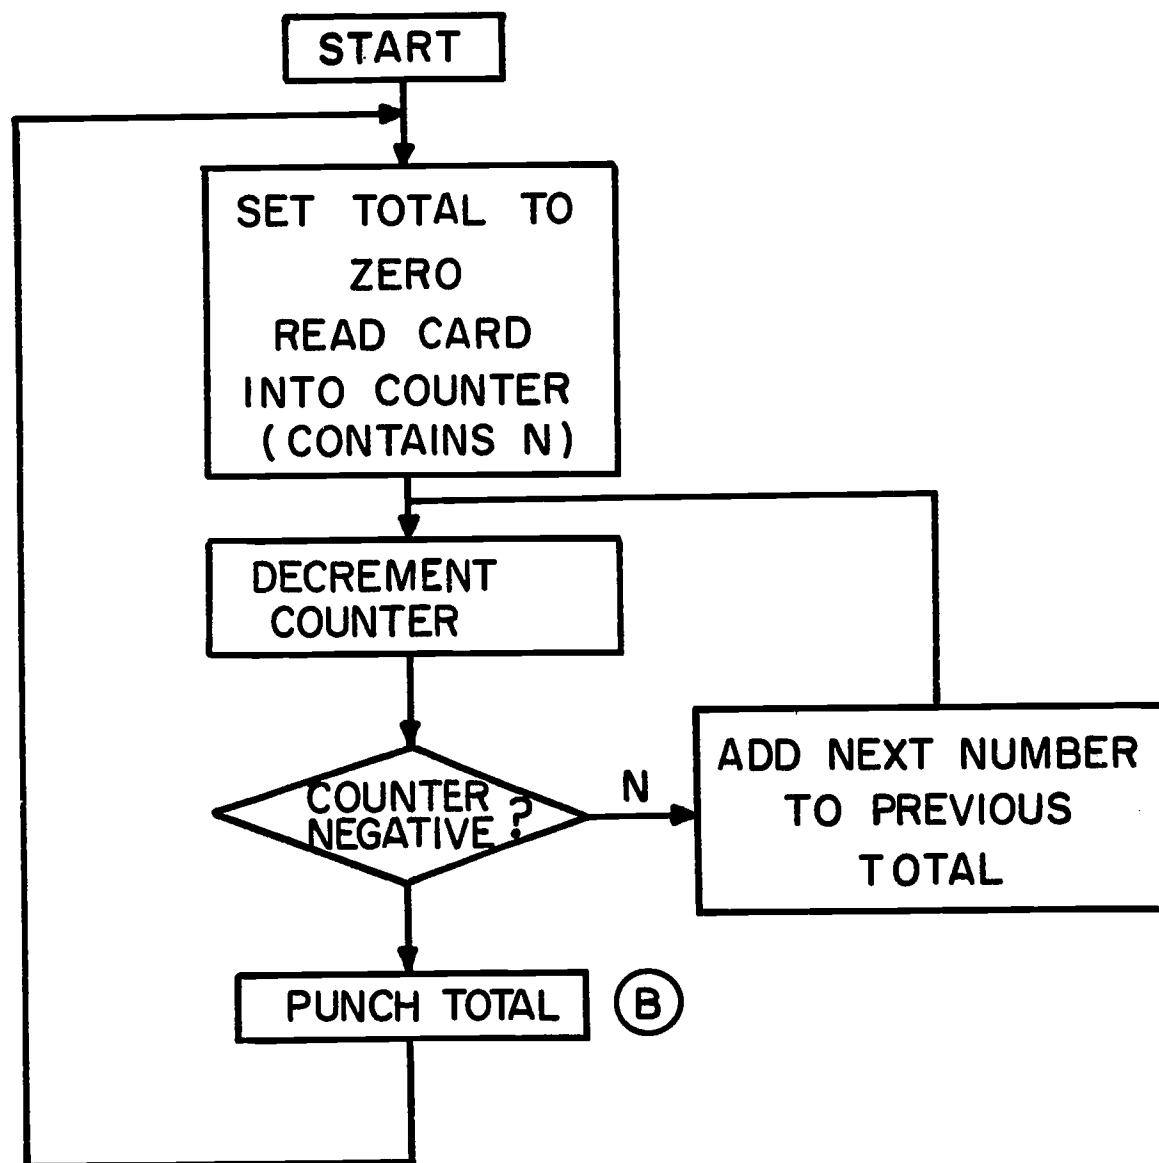 START
SET TOTAL TO
ZERO
READ CARD
INTO COUNTER
(CONTAINS N)
DECREMENT
COUNTER
COUNTER
NEGATIVE?
N
ADD NEXT NUMBER
TO PREVIOUS
TOTAL
PUNCH TOTAL
B